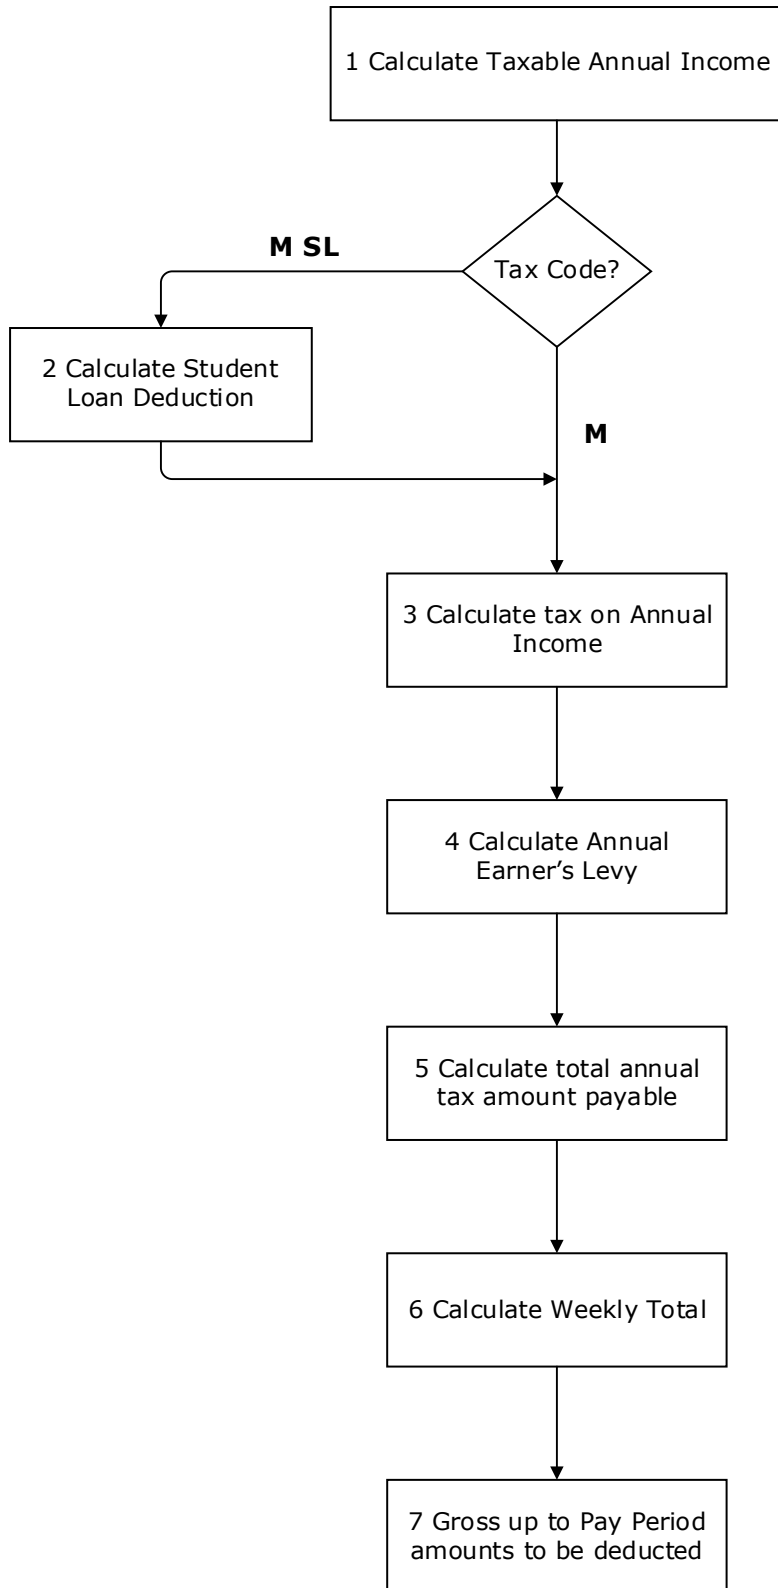 1 Calculate Taxable Annual Income
Tax Code?
M SL
2 Calculate Student
Loan Deduction
M
3 Calculate tax on Annual
Income
4 Calculate Annual
Earner’s Levy
5 Calculate total annual
tax amount payable
6 Calculate Weekly Total
7 Gross up to Pay Period
amounts to be deducted